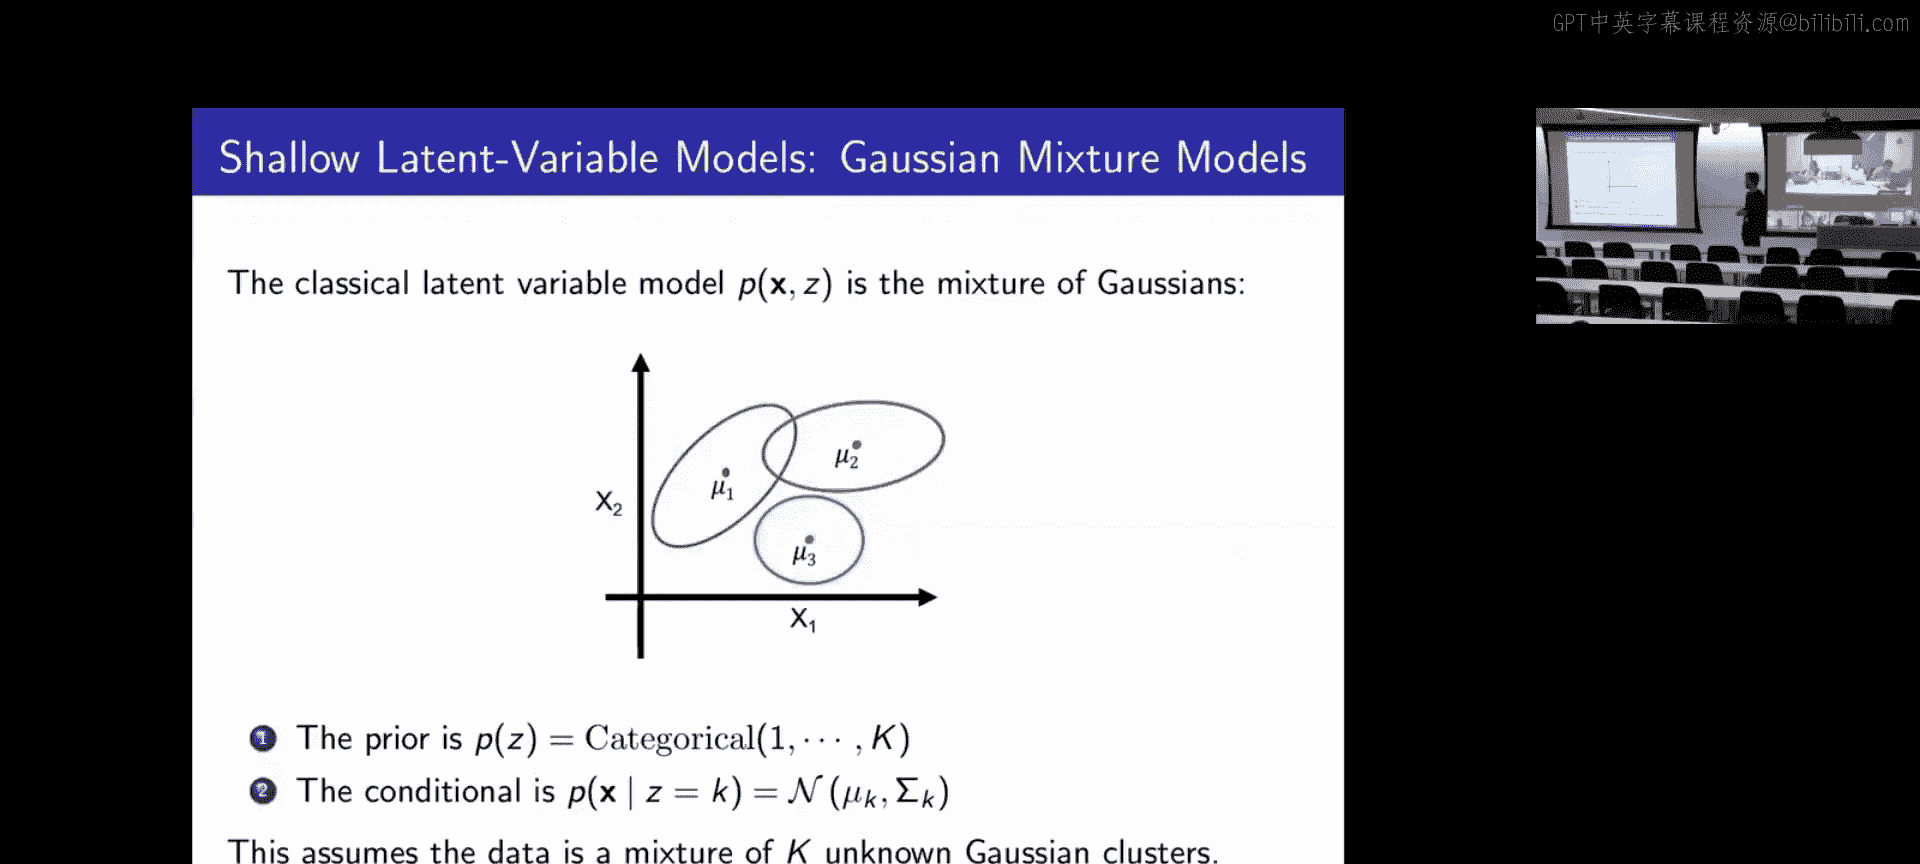 GPT中英字幕课程资源@bilibili.com
Shallow Latent-Variable Models: Gaussian Mixture Models
The classical latent variable model p(x, z) is the mixture of Gaussians:
X₂
μ₁
μ₂
μ₃
X₁
1 The prior is p(z) = Categorical(1, ⋯ , K)
2 The conditional is p(x | z = k) = 𝒩 (μₖ, Σₖ)
This assumes the data is a mixture of K unknown Gaussian clusters.